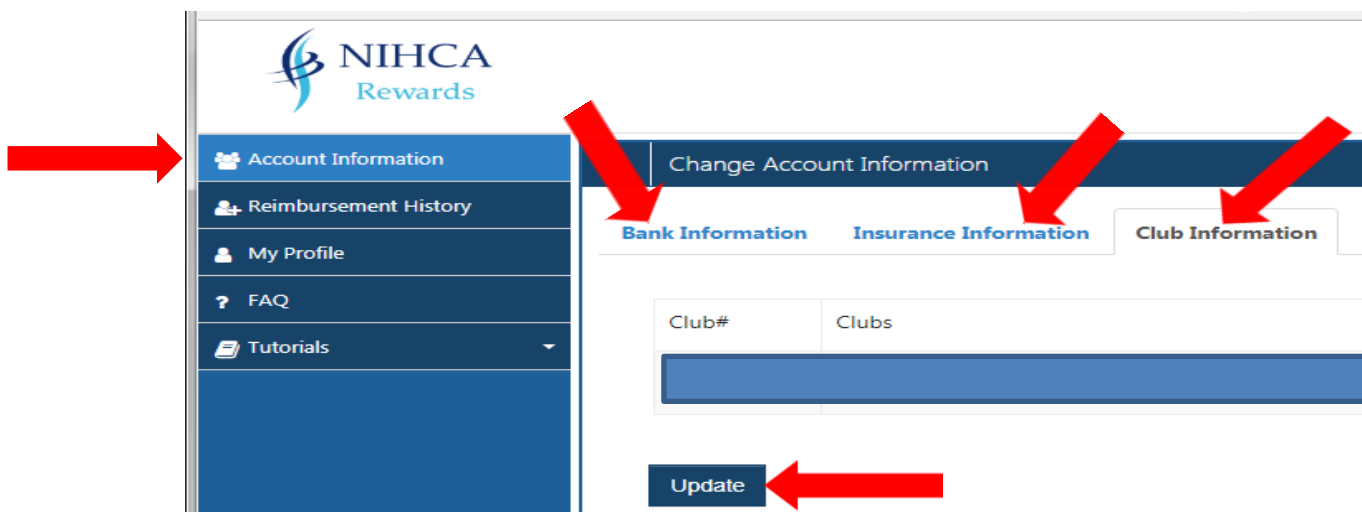 NIHCA
Rewards
Account Information
Reimbursement History
My Profile
? FAQ
Tutorials
Change Account Information
Bank Information Insurance Information Club Information
Club# Clubs
Update